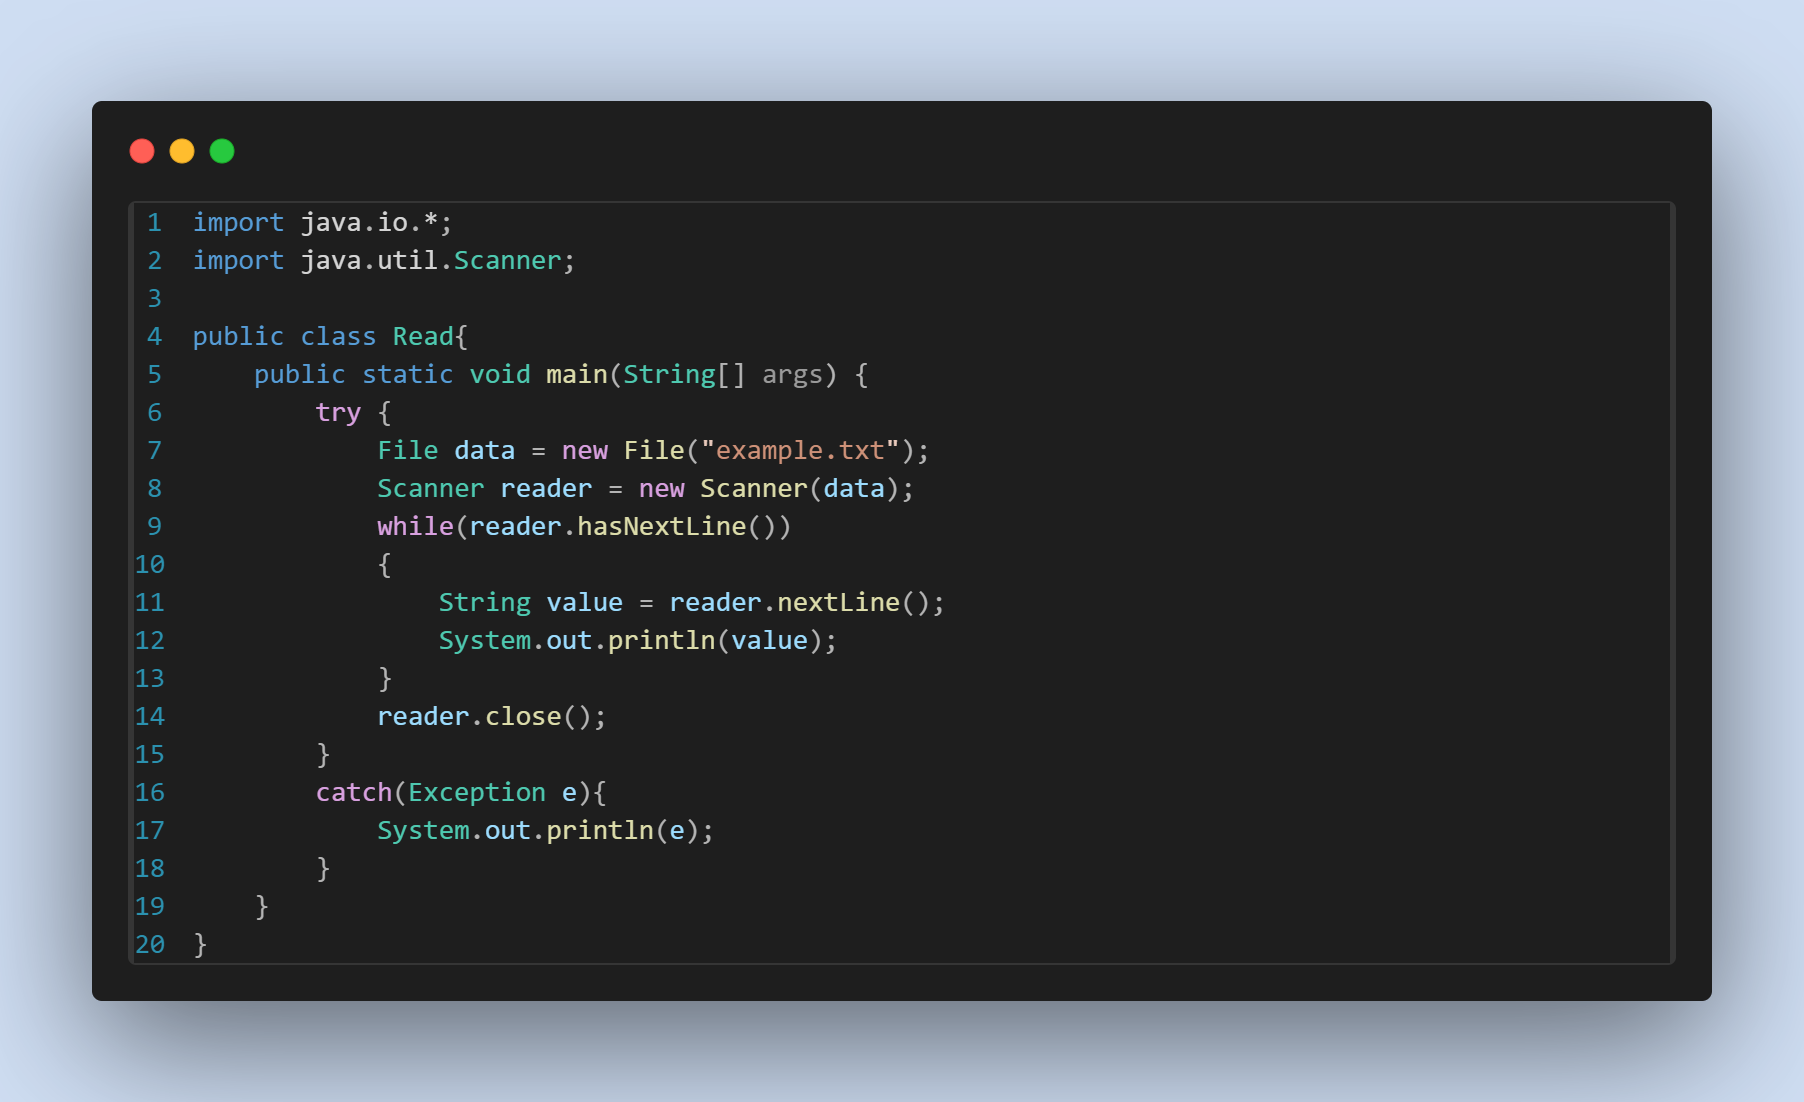 1 import java.io.*;
2 import java.util.Scanner;
3
4 public class Read{
5     public static void main(String[] args) {
6         try {
7             File data = new File("example.txt");
8             Scanner reader = new Scanner(data);
9             while(reader.hasNextLine())
10             {
11                 String value = reader.nextLine();
12                 System.out.println(value);
13             }
14             reader.close();
15         }
16         catch(Exception e){
17             System.out.println(e);
18         }
19     }
20 }